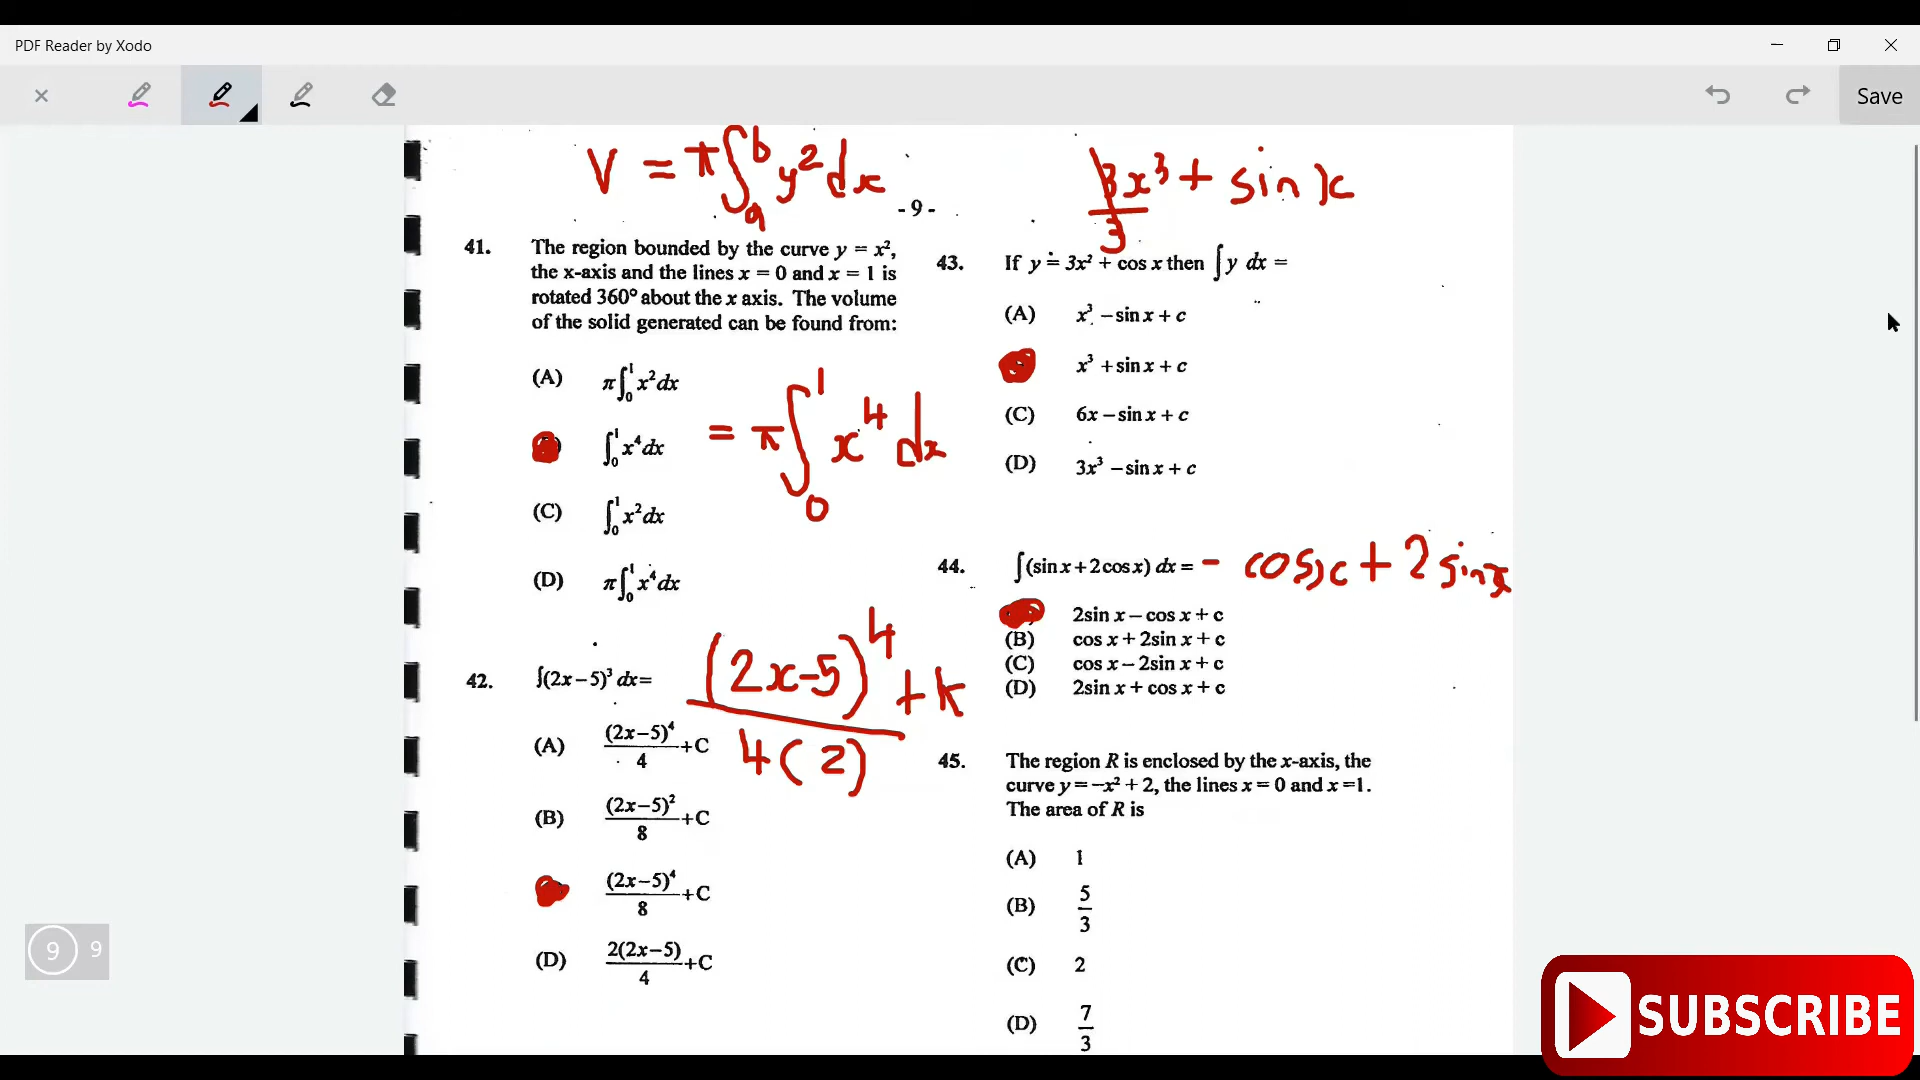 PDF Reader by Xodo
Save
V = π∫ₐᵇ y² dx
- 9 -
41. The region bounded by the curve y = x²,
the x-axis and the lines x = 0 and x = 1 is
rotated 360° about the x axis. The volume
of the solid generated can be found from:
(A) π∫₀¹ x² dx
∫₀¹ x⁴ dx
= π∫₀¹ x⁴ dx
(C) ∫₀¹ x² dx
(D) π∫₀¹ x⁴ dx
42. ∫(2x – 5)³ dx=
(2x-5)⁴ / 4(2) + k
(A) (2x–5)⁴ / 4 +C
(B) (2x–5)² / 8 +C
(2x–5)⁴ / 8 +C
(D) 2(2x–5) / 4 +C
3x³ / 3 + sin x
43. If y = 3x² + cos x then ∫y dx =
(A) x³ – sin x + c
x³ + sin x + c
(C) 6x – sin x + c
(D) 3x³ – sin x + c
44. ∫(sin x + 2 cos x) dx = - cos x + 2 sin x
2sin x – cos x + c
(B) cos x + 2sin x + c
(C) cos x – 2sin x + c
(D) 2sin x + cos x + c
45. The region R is enclosed by the x-axis, the
curve y = –x² + 2, the lines x = 0 and x =1.
The area of R is
(A) 1
(B) 5/3
(C) 2
(D) 7/3
9 9
SUBSCRIBE